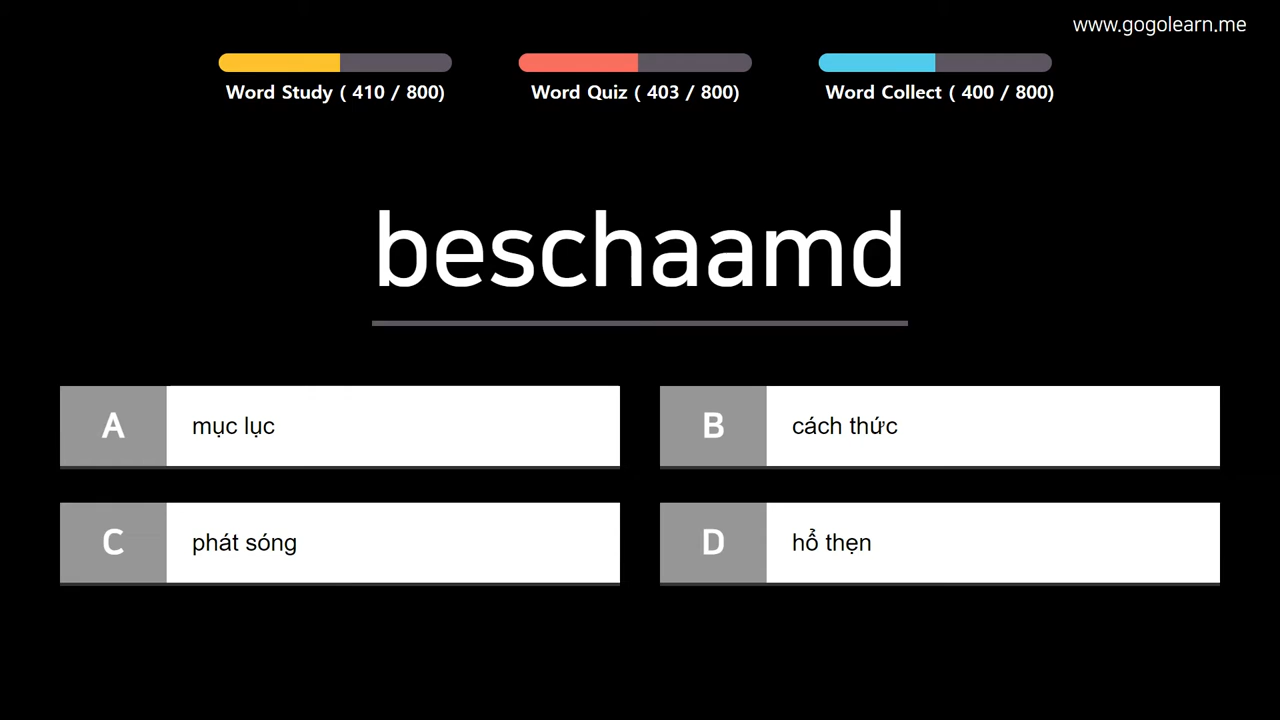 www.gogolearn.me
Word Study ( 410 / 800)
Word Quiz ( 403 / 800)
Word Collect ( 400 / 800)
beschaamd
A mục lục
B cách thức
C phát sóng
D hổ thẹn